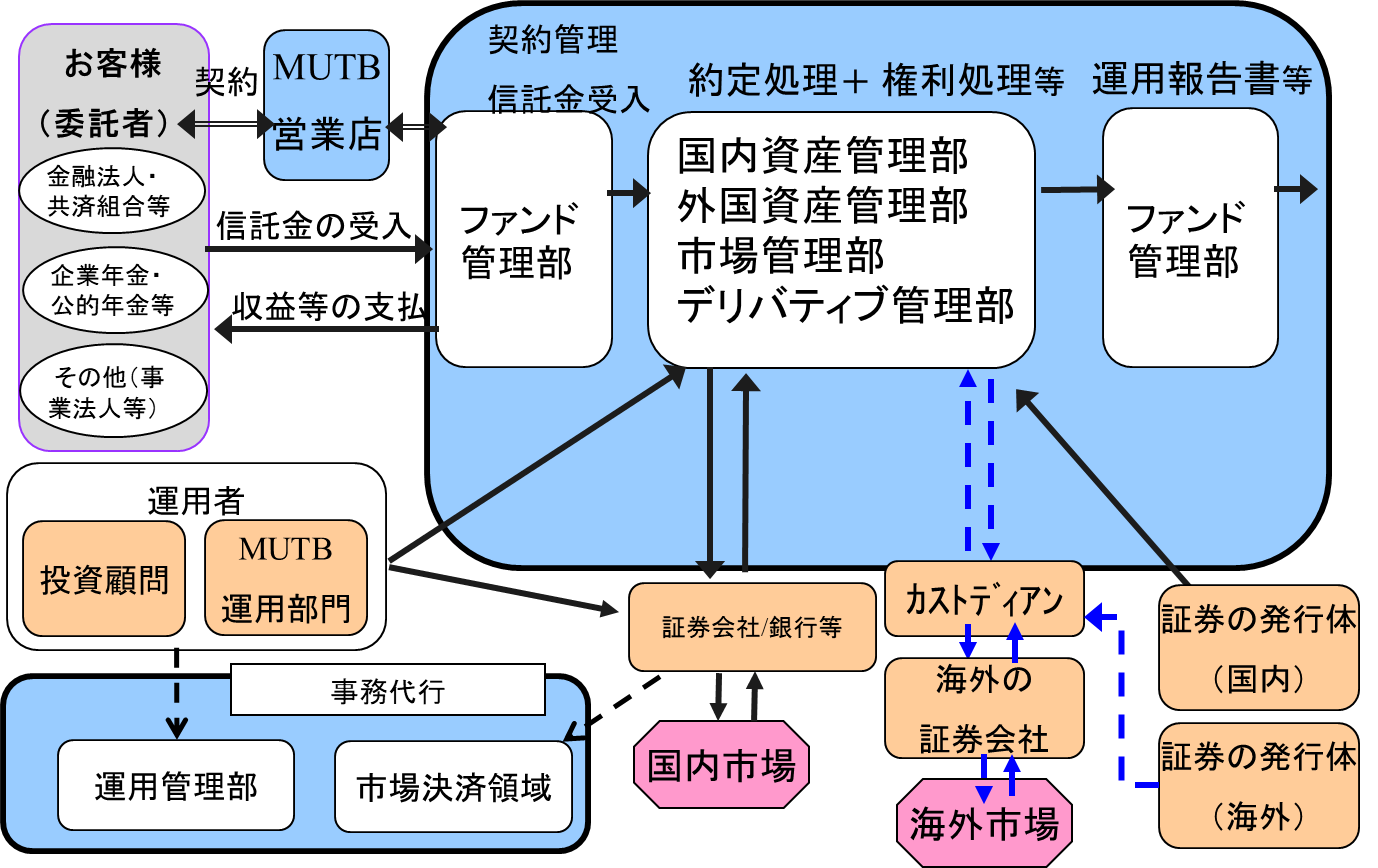 お客様
（委託者）
金融法人・
共済組合等
企業年金・
公的年金等
その他（事
業法人等）
契約
MUTB
営業店
信託金の受入
収益等の支払
契約管理
信託金受入
約定処理＋権利処理等
運用報告書等
ファンド
管理部
国内資産管理部
外国資産管理部
市場管理部
デリバティブ管理部
ファンド
管理部
運用者
投資顧問
MUTB
運用部門
事務代行
運用管理部
市場決済領域
証券会社/銀行等
国内市場
ｶｽﾄﾃﾞｨｱﾝ
海外の
証券会社
海外市場
証券の発行体
（国内）
証券の発行体
（海外）